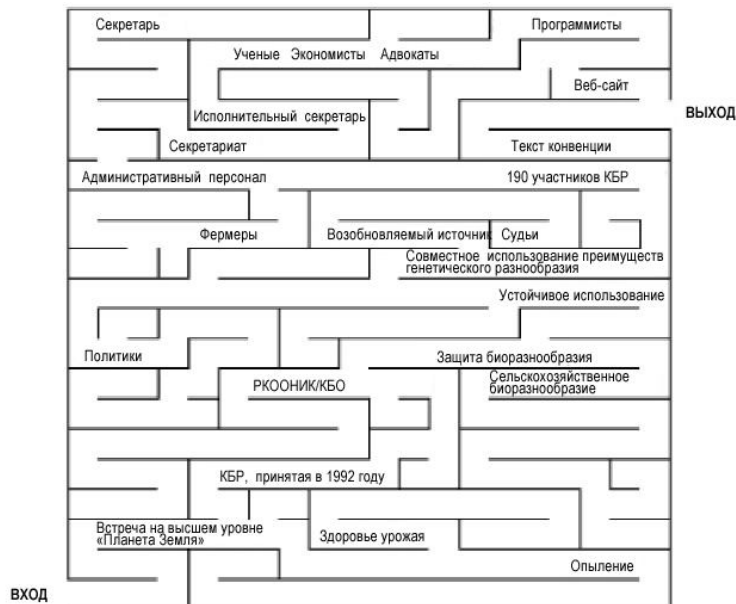 Секретарь
Программисты
Ученые Экономисты Адвокаты
Веб-сайт
Исполнительный секретарь
ВЫХОД
Секретариат
Текст конвенции
Административный персонал
190 участников КБР
Фермеры
Возобновляемый источник
Судьи
Совместное использование преимуществ
генетического разнообразия
Устойчивое использование
Политики
Защита биоразнообразия
РКООНИК/КБО
Сельскохозяйственное
биоразнообразие
КБР, принятая в 1992 году
Встреча на высшем уровне
«Планета Земля»
Здоровье урожая
Опыление
ВХОД